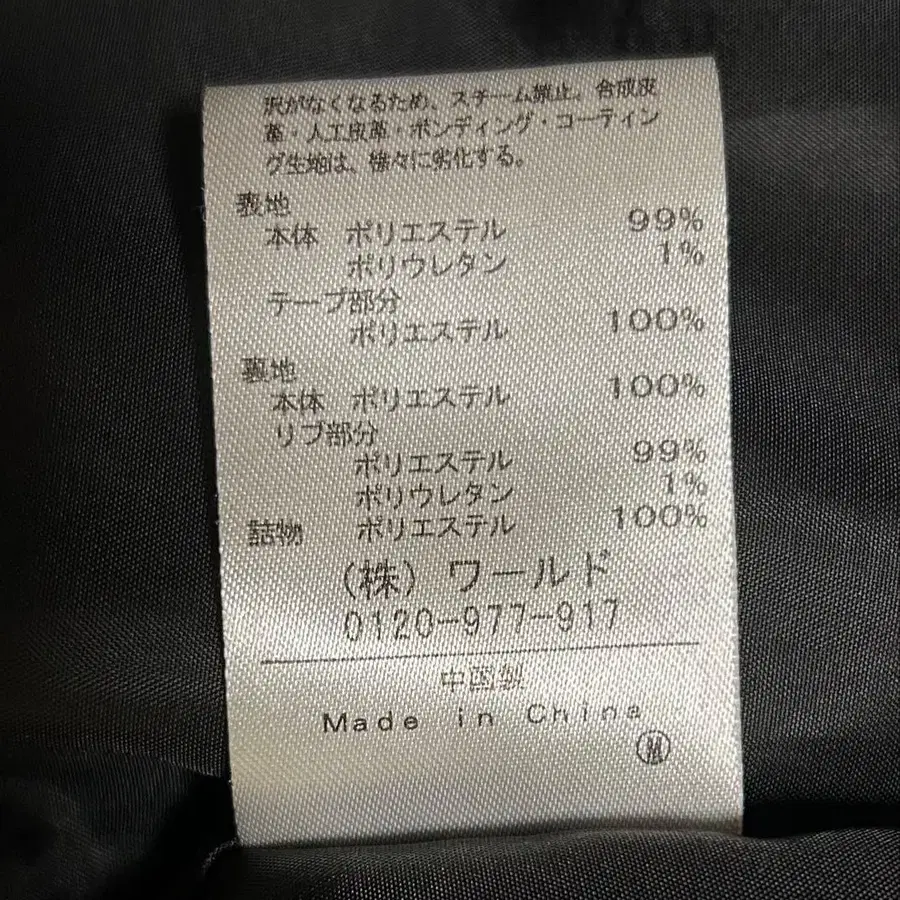 沢がなくなるため、スチーム禁止。合成皮
革・人工皮革・ボンディング・コーティン
グ生地は、徐々に劣化する。
表地
本体 ポリエステル 99%
ポリウレタン 1%
テープ部分
ポリエステル 100%
裏地
本体 ポリエステル 100%
リブ部分
ポリエステル 99%
ポリウレタン 1%
詰物 ポリエステル 100%
(株) ワールド
0120-977-917
中国製
Made in China
M